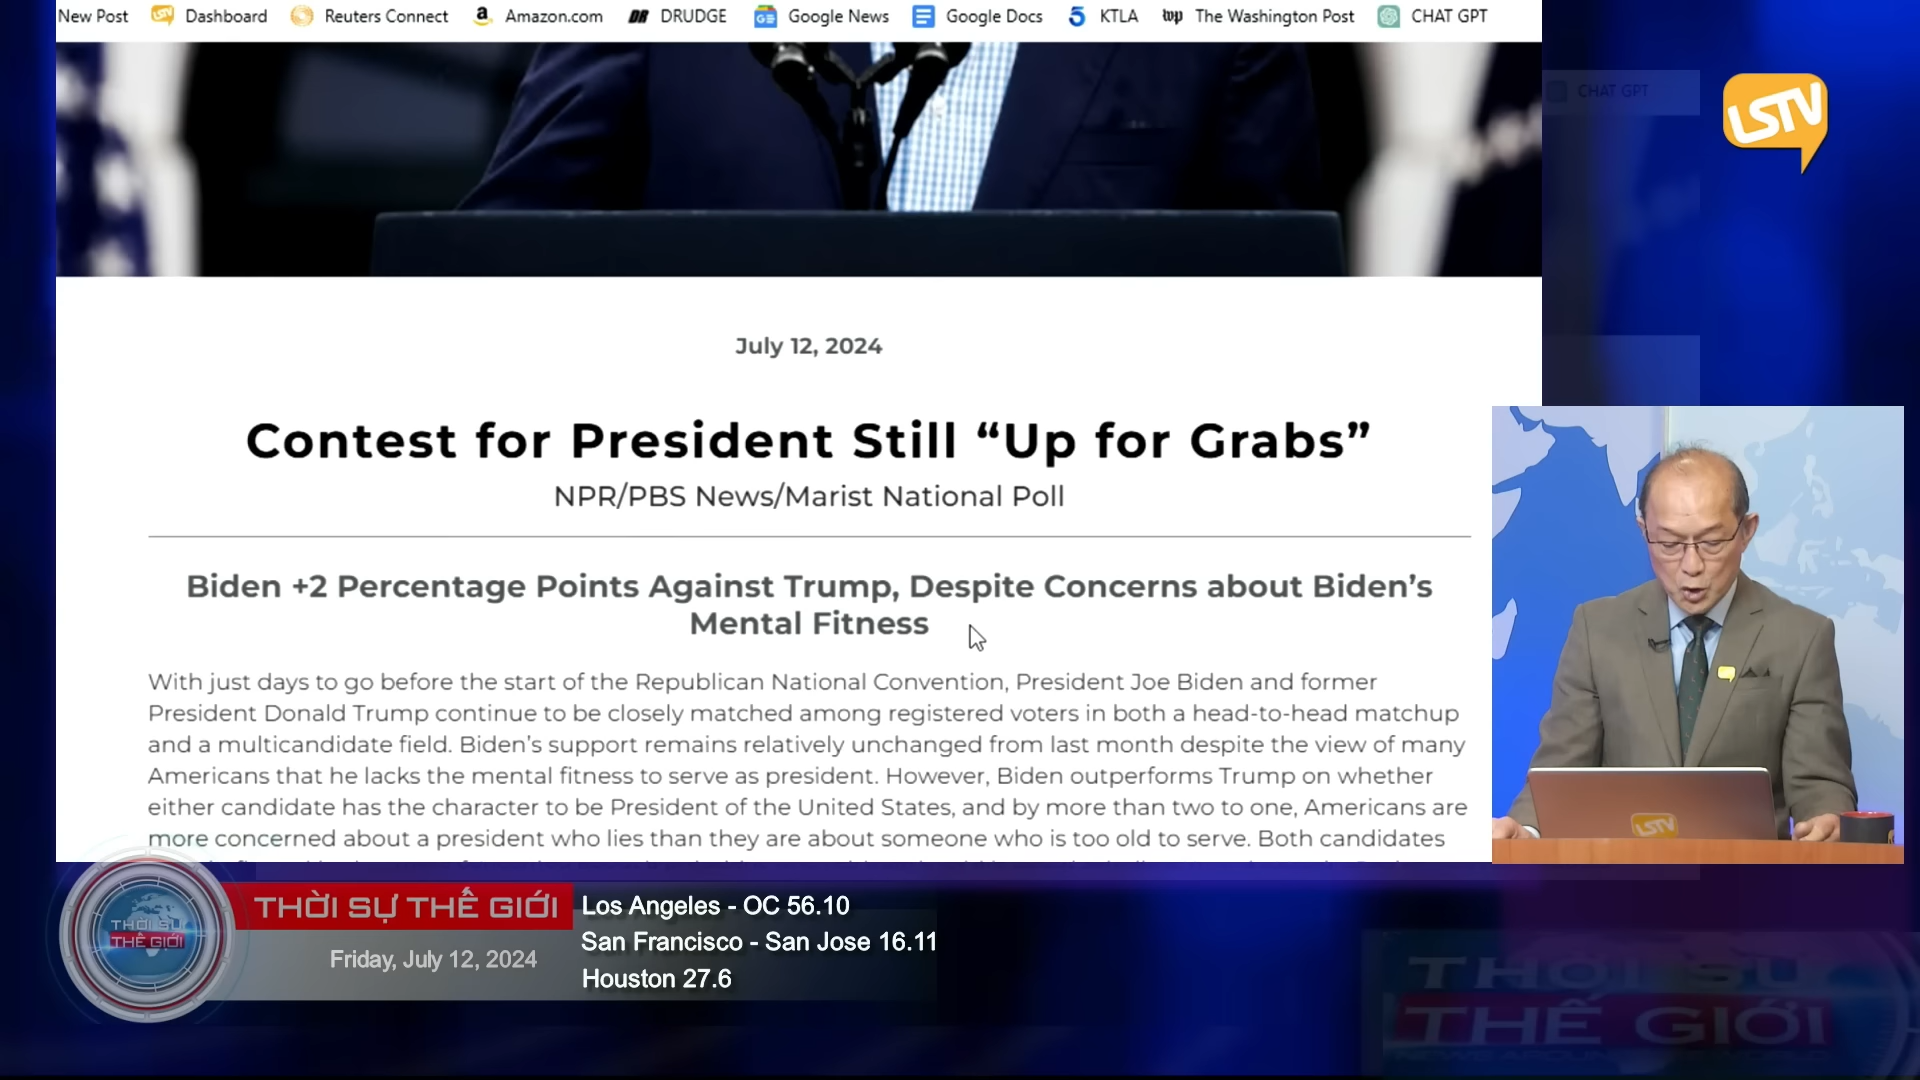 New Post Dashboard Reuters Connect Amazon.com DRUDGE Google News Google Docs KTLA The Washington Post CHAT GPT
CHAT GPT
LSTV
July 12, 2024
Contest for President Still “Up for Grabs”
NPR/PBS News/Marist National Poll
Biden +2 Percentage Points Against Trump, Despite Concerns about Biden’s
Mental Fitness
With just days to go before the start of the Republican National Convention, President Joe Biden and former
President Donald Trump continue to be closely matched among registered voters in both a head-to-head matchup
and a multicandidate field. Biden’s support remains relatively unchanged from last month despite the view of many
Americans that he lacks the mental fitness to serve as president. However, Biden outperforms Trump on whether
either candidate has the character to be President of the United States, and by more than two to one, Americans are
more concerned about a president who lies than they are about someone who is too old to serve. Both candidates
LSTV
THỜI SỰ
THẾ GIỚI
THỜI SỰ THẾ GIỚI
Friday, July 12, 2024
Los Angeles - OC 56.10
San Francisco - San Jose 16.11
Houston 27.6
THỜI SỰ
THẾ GIỚI